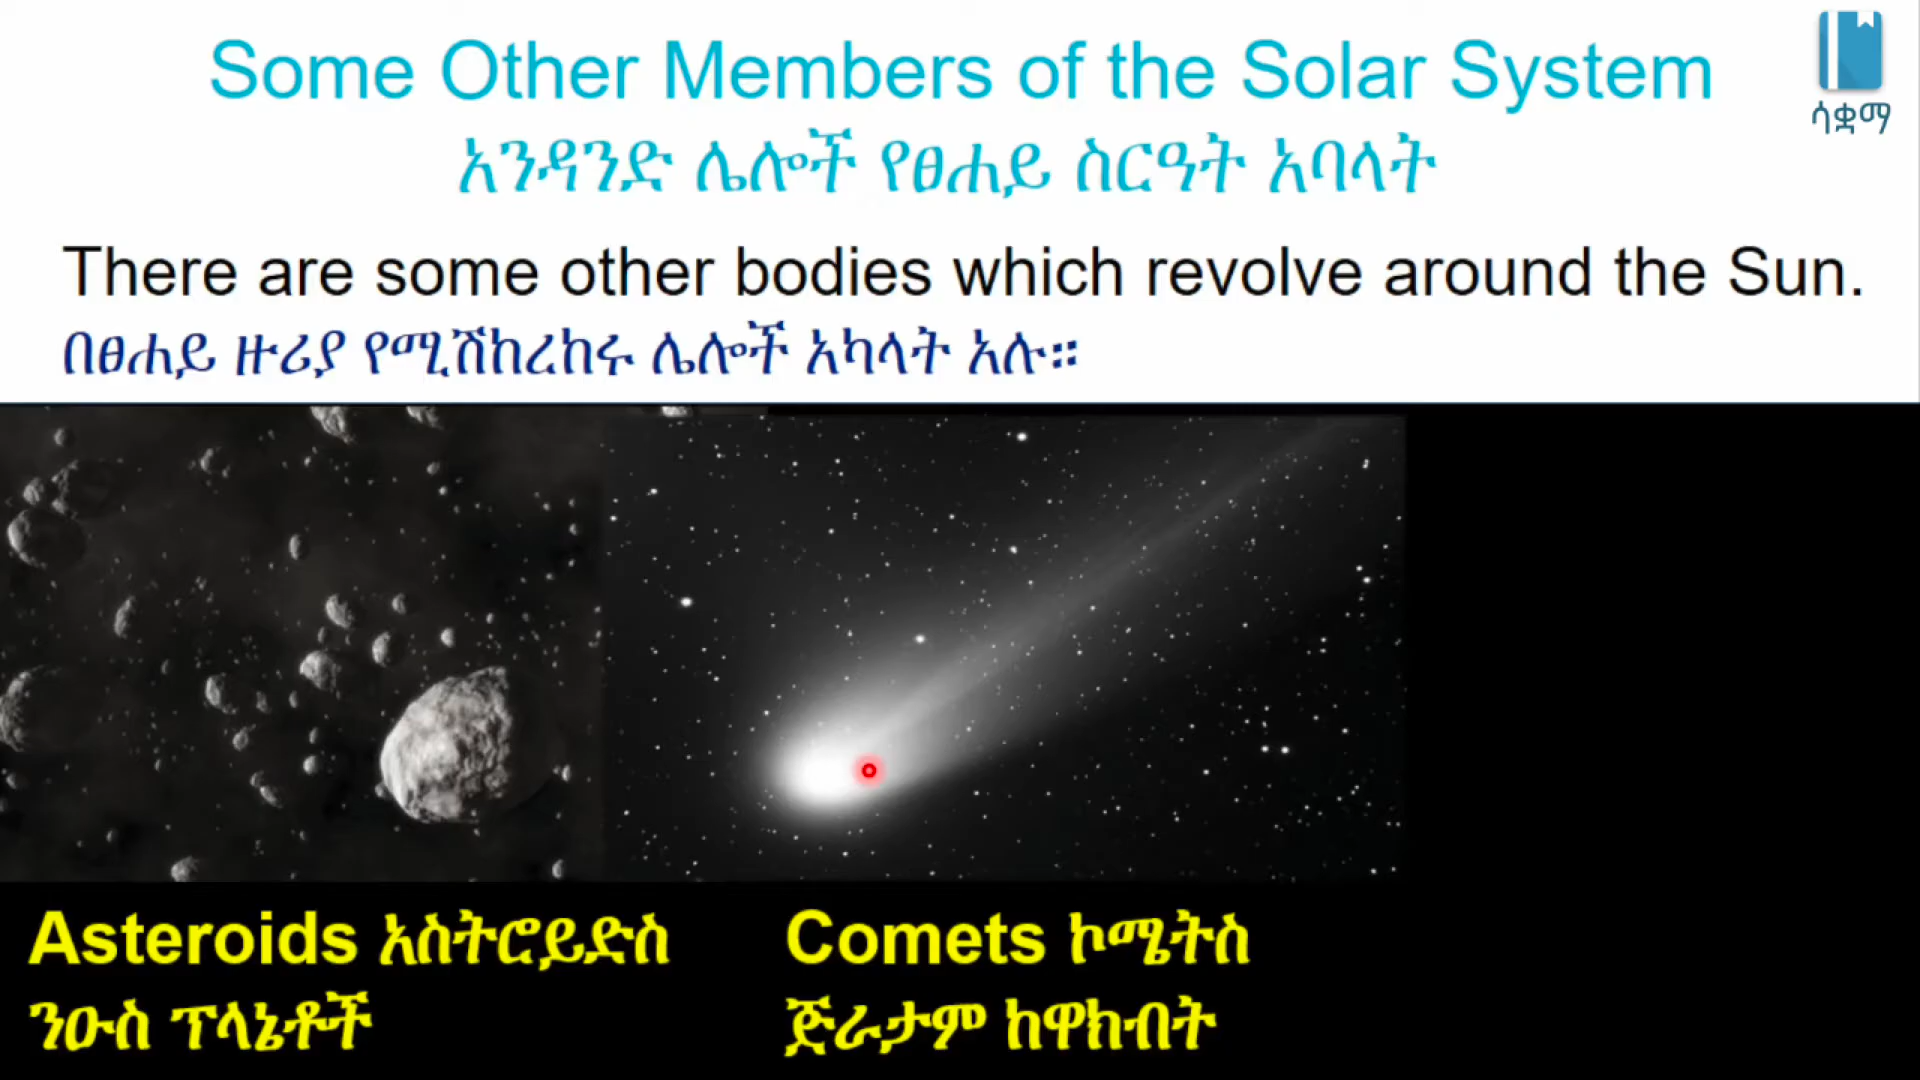 Some Other Members of the Solar System
ሳቋማ
አንዳንድ ሌሎች የፀሐይ ስርዓት አባላት
There are some other bodies which revolve around the Sun.
በፀሐይ ዙሪያ የሚሽከረከሩ ሌሎች አካላት አሉ።
Asteroids አስትሮይድስ
ንዑስ ፕላኔቶች
Comets ኮሜትስ
ጅራታም ከዋክብት